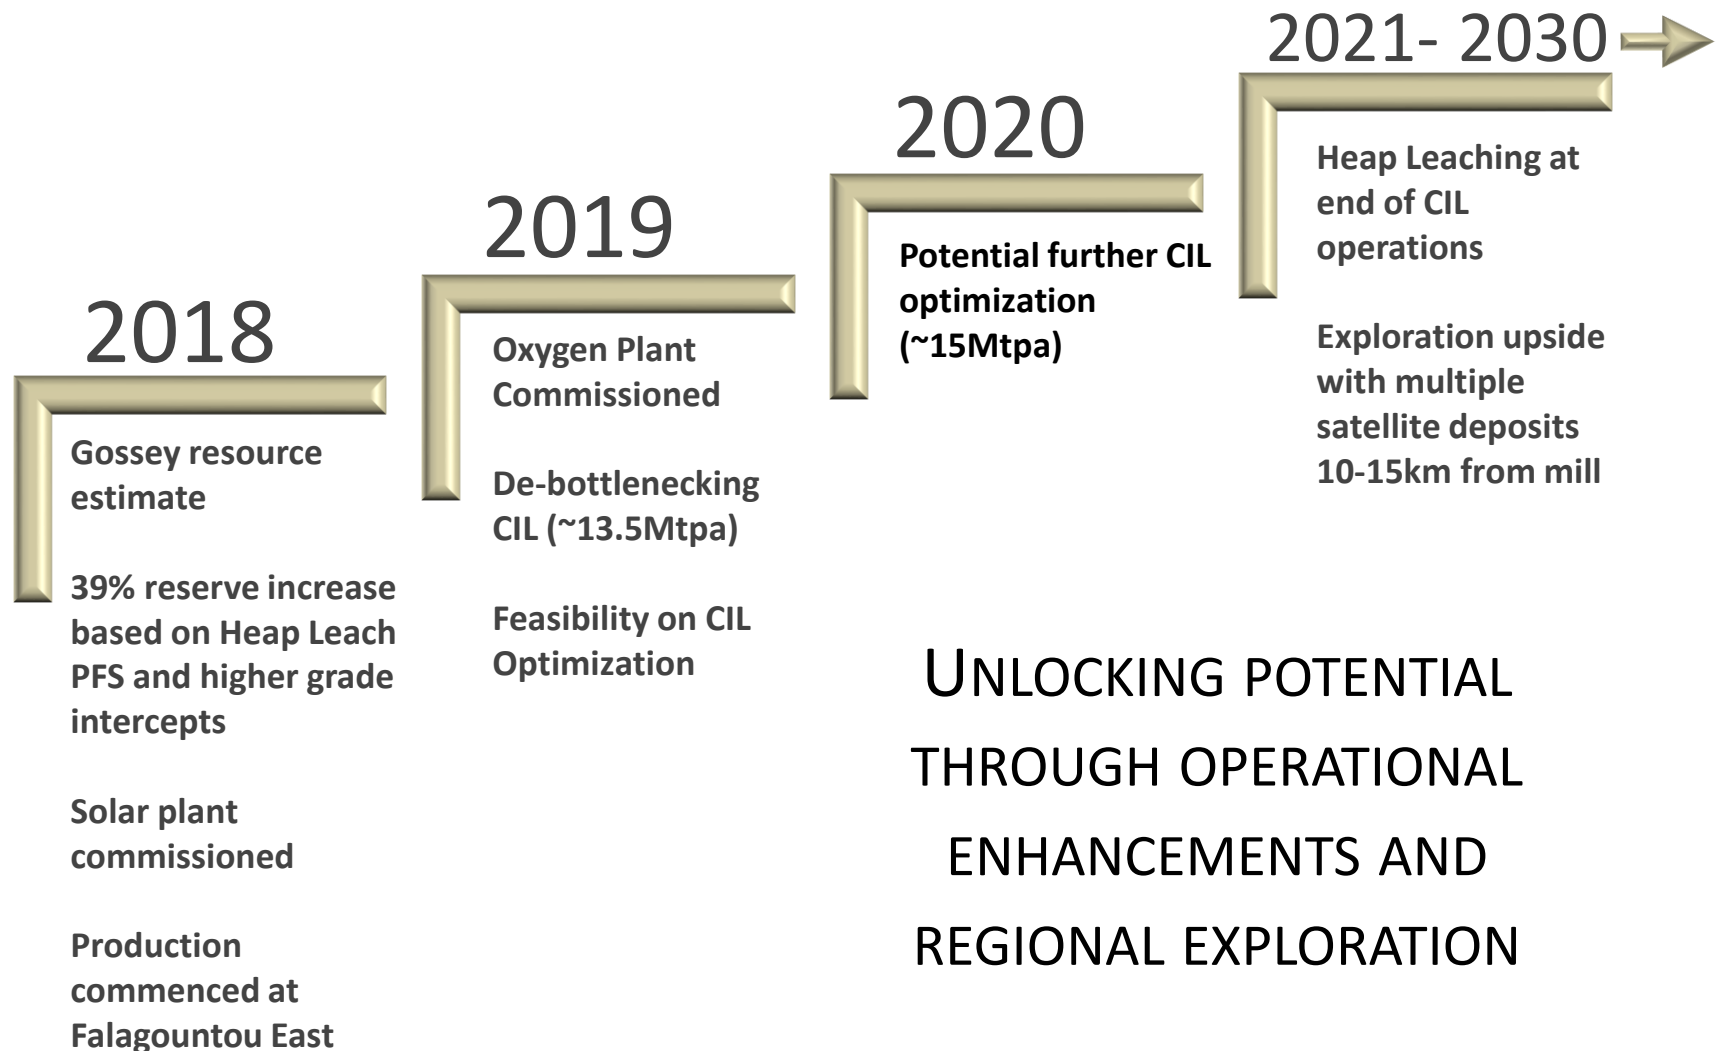 2018
Gossey resource
estimate
39% reserve increase
based on Heap Leach
PFS and higher grade
intercepts
Solar plant
commissioned
Production
commenced at
Falagountou East
2019
Oxygen Plant
Commissioned
De-bottlenecking
CIL (~13.5Mtpa)
Feasibility on CIL
Optimization
2020
Potential further CIL
optimization
(~15Mtpa)
2021- 2030
Heap Leaching at
end of CIL
operations
Exploration upside
with multiple
satellite deposits
10-15km from mill
UNLOCKING POTENTIAL
THROUGH OPERATIONAL
ENHANCEMENTS AND
REGIONAL EXPLORATION